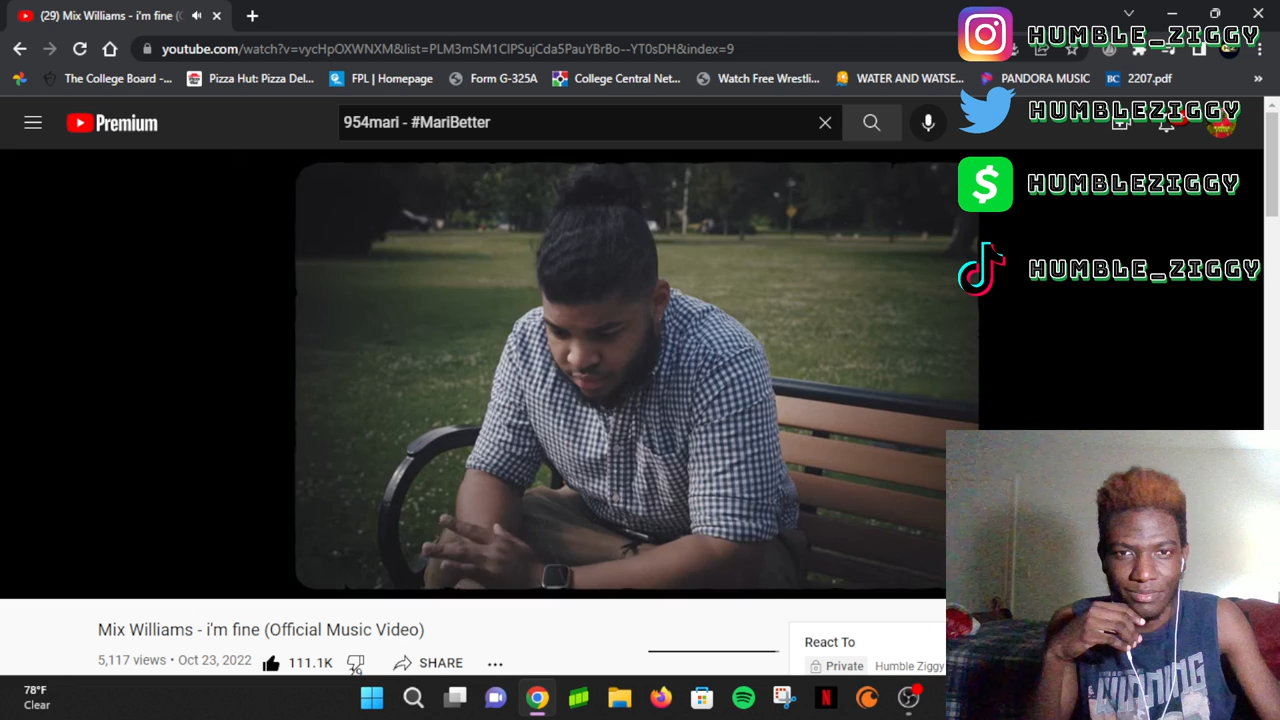 (29) Mix Williams - i'm fine (
HUMBLE_ZIGGY
youtube.com/watch?v=vycHpOXWNXM&list=PLM3mSM1ClPSujCda5PauYBrBo--YT0sDH&index=9
The College Board -...
Pizza Hut: Pizza Del...
FPL | Homepage
Form G-325A
College Central Net...
Watch Free Wrestli...
WATER AND WATSE...
PANDORA MUSIC
BC 2207.pdf
Premium
954mari - #MariBetter
HUMBLEZIGGY
HUMBLEZIGGY
HUMBLE_ZIGGY
WINNING
Mix Williams - i'm fine (Official Music Video)
5,117 views • Oct 23, 2022
111.1K
SHARE
React To
Private
Humble Ziggy
78°F
Clear